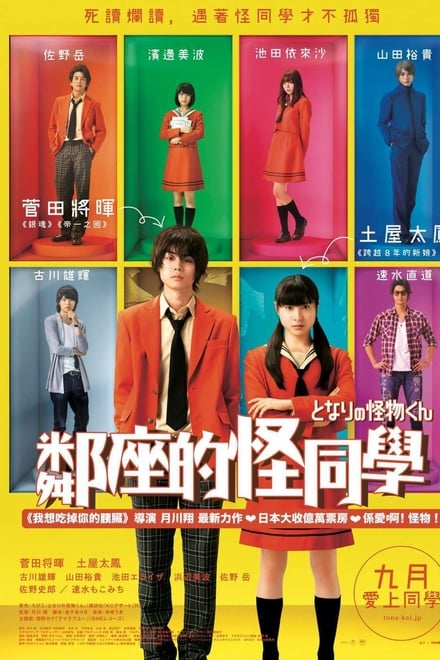 死讀爛讀，遇著怪同學才不孤獨
佐野岳
濱邊美波
池田依來沙
山田裕貴
菅田將暉
《銀魂》《帝一之國》
土屋太鳳
《跨越8年的新娘》
古川雄輝
速水直道
となりの怪物くん
鄰座的怪同學
《我想吃掉你的胰臟》導演 月川翔 最新力作❤日本大收億萬票房❤係愛啊！怪物！
菅田将暉 土屋太鳳
古川雄輝 山田裕貴 池田エライザ 浜辺美波 佐野 岳
佐野史郎 / 速水もこみち
九月
愛上同學
tona-kai.jp